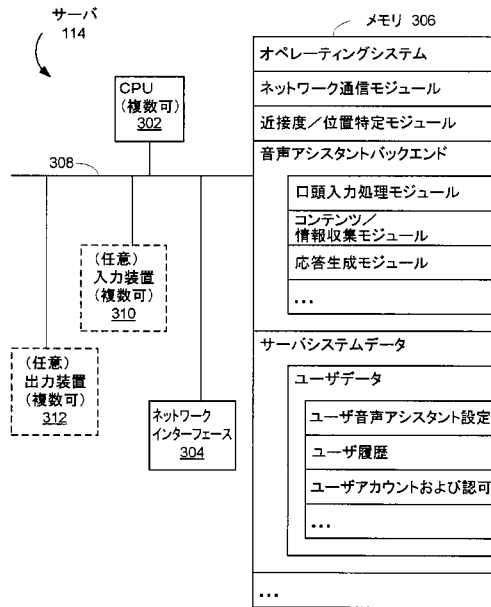 サーバ
114
CPU
(複数可)
302
308
(任意)
入力装置
(複数可)
310
(任意)
出力装置
(複数可)
312
ネットワーク
インターフェース
304
メモリ 306
オペレーティングシステム
ネットワーク通信モジュール
近接度/位置特定モジュール
音声アシスタントバックエンド
口頭入力処理モジュール
コンテンツ/
情報収集モジュール
応答生成モジュール
...
サーバシステムデータ
ユーザデータ
ユーザ音声アシスタント設定
ユーザ履歴
ユーザアカウントおよび認可
...
...